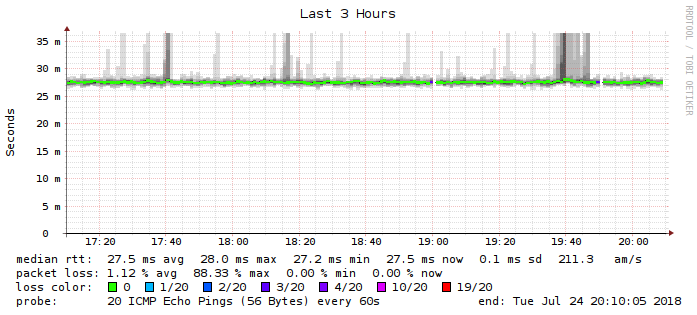 Last 3 Hours
RRDTOOL / TOBI OETIKER
Seconds
35 m
30 m
25 m
20 m
15 m
10 m
5 m
0
17:20 17:40 18:00 18:20 18:40 19:00 19:20 19:40 20:00
median rtt: 27.5 ms avg 28.0 ms max 27.2 ms min 27.5 ms now 0.1 ms sd 211.3 am/s
packet loss: 1.12 % avg 88.33 % max 0.00 % min 0.00 % now
loss color: 0 1/20 2/20 3/20 4/20 10/20 19/20
probe: 20 ICMP Echo Pings (56 Bytes) every 60s end: Tue Jul 24 20:10:05 2018